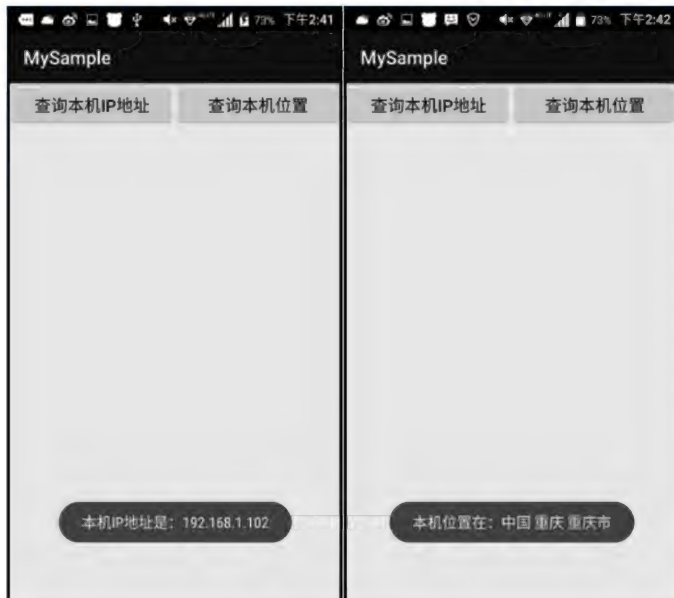 73% 下午2:41
MySample
查询本机IP地址 查询本机位置
本机IP地址是：192.168.1.102
73% 下午2:42
MySample
查询本机IP地址 查询本机位置
本机位置在：中国 重庆 重庆市